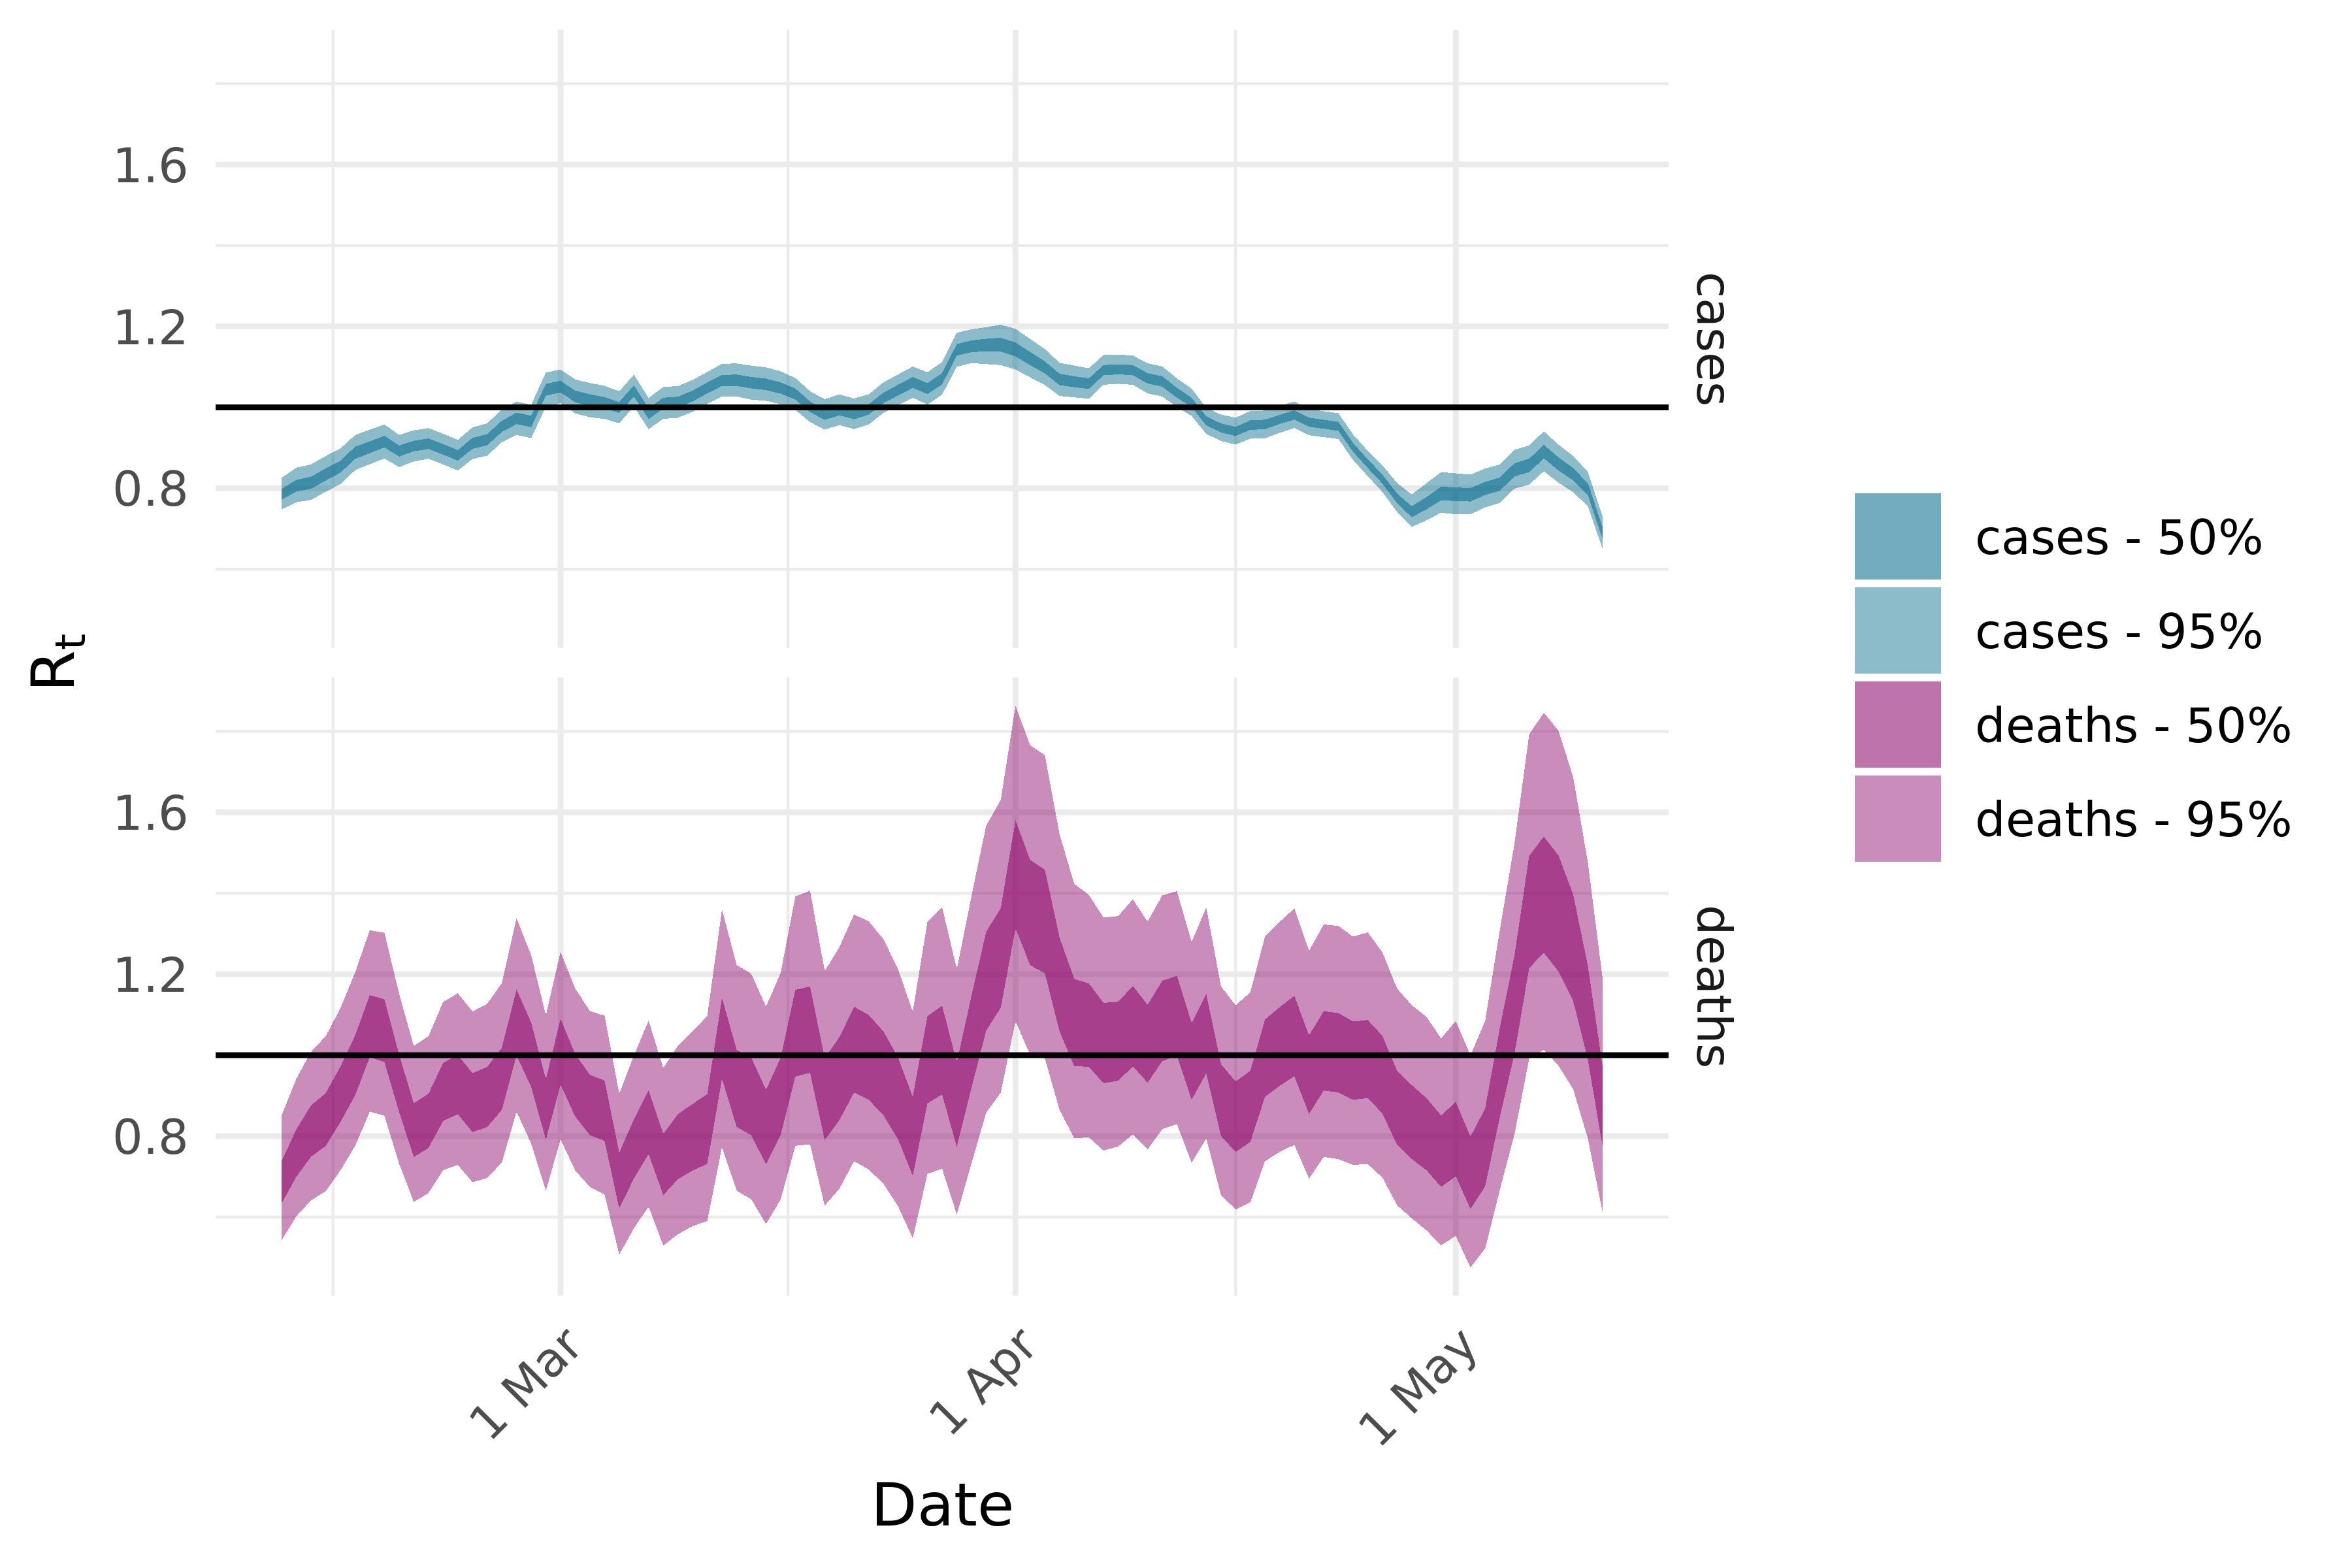 1.6
1.2
0.8
cases
1.6
1.2
0.8
deaths
Rt
1 Mar
1 Apr
1 May
Date
cases - 50%
cases - 95%
deaths - 50%
deaths - 95%